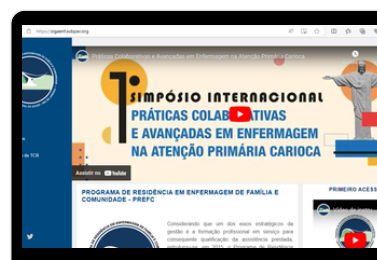 Práticas Colaborativas e Avançadas em Enfermagem na Atenção Primária Carioca
1º SIMPÓSIO INTERNACIONAL
PRÁTICAS COLABORATIVAS
E AVANÇADAS EM ENFERMAGEM
NA ATENÇÃO PRIMÁRIA CARIOCA
Assistir no YouTube
de TCR
PROGRAMA DE RESIDÊNCIA EM ENFERMAGEM DE FAMÍLIA E
COMUNIDADE - PREFC
PRIMEIRO ACESS
Considerando que um dos eixos estratégicos da
gestão é a formação profissional em serviço para
consequente qualificação da assistência prestada,